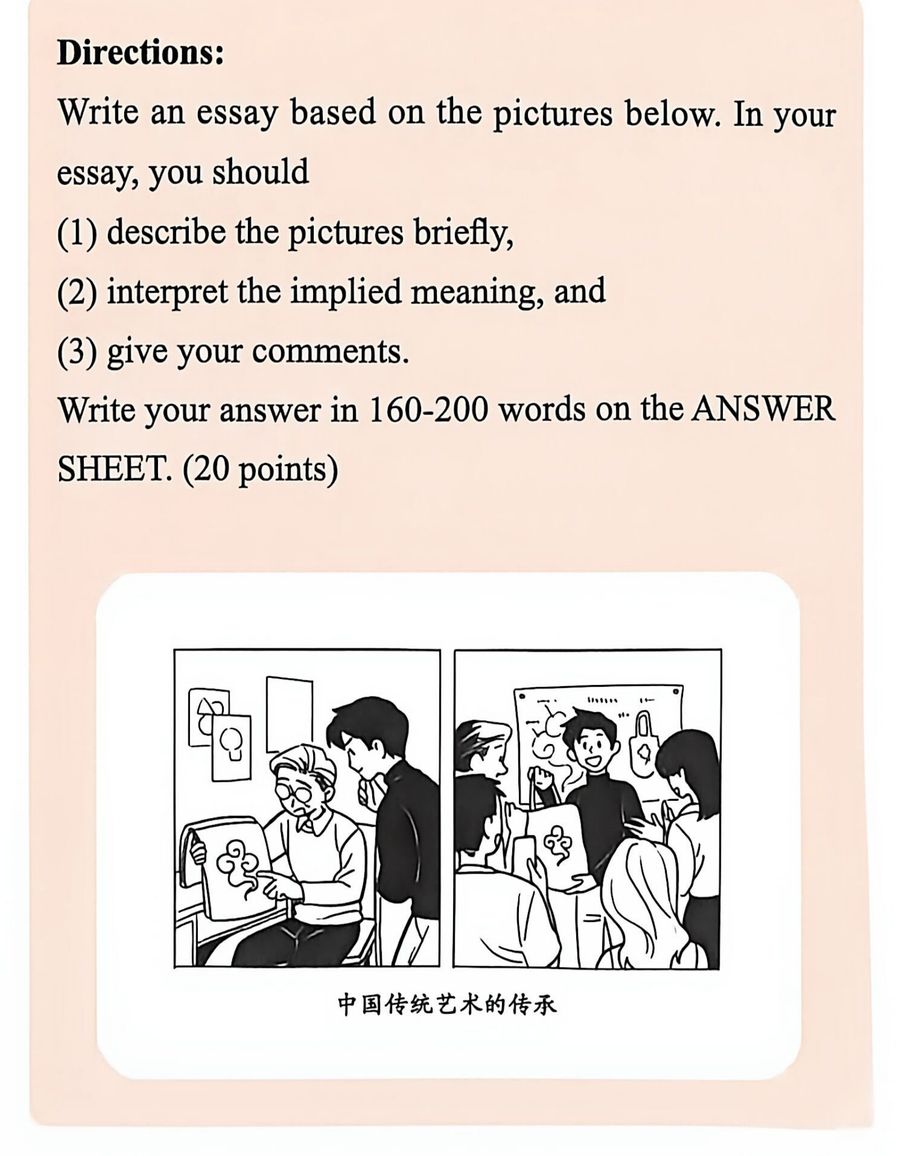 Directions:
Write an essay based on the pictures below. In your
essay, you should
(1) describe the pictures briefly,
(2) interpret the implied meaning, and
(3) give your comments.
Write your answer in 160-200 words on the ANSWER
SHEET. (20 points)
中国传统艺术的传承